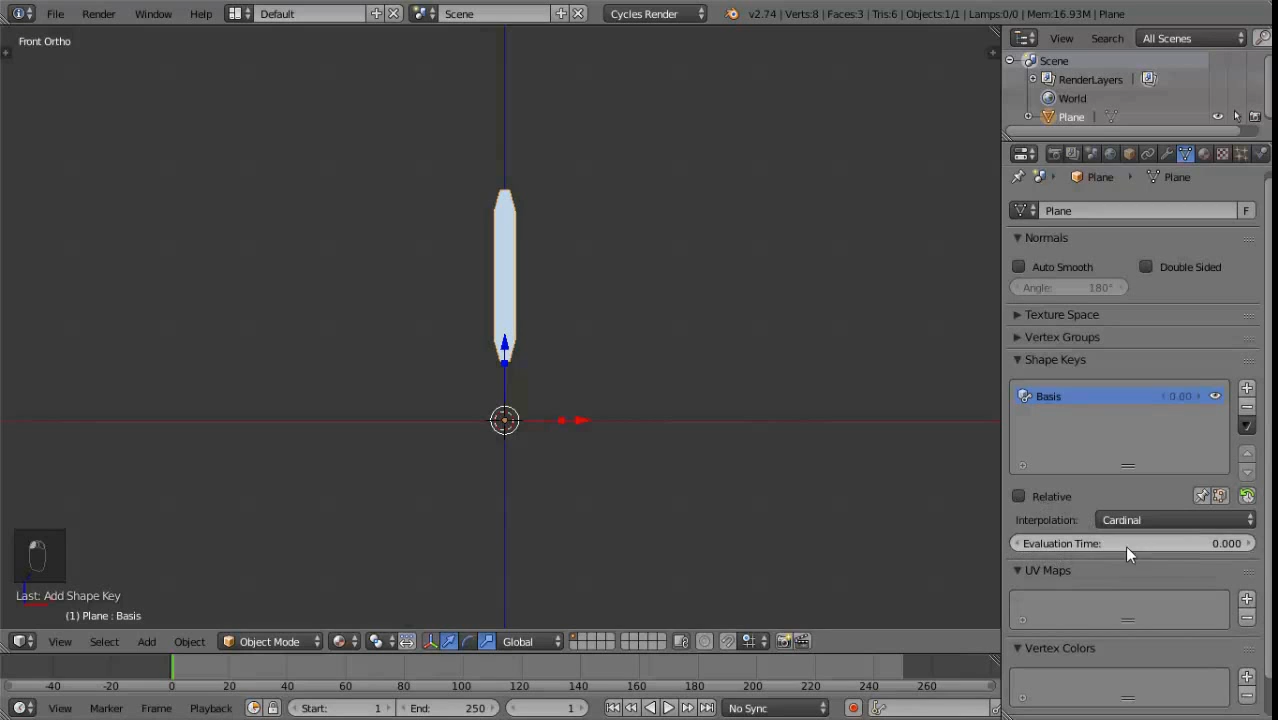 File Render Window Help Default Scene Cycles Render v2.74 | Verts:8 | Faces:3 | Tris:6 | Objects:1/1 | Lamps:0/0 | Mem:16.93M | Plane
Front Ortho
View Search All Scenes
Scene
RenderLayers
World
Plane
Plane Plane
Plane F
Normals
Auto Smooth Double Sided
Angle: 180°
Texture Space
Vertex Groups
Shape Keys
Basis 0.00
Relative
Interpolation: Cardinal
Evaluation Time: 0.000
UV Maps
Last: Add Shape Key
(1) Plane : Basis
View Select Add Object Object Mode Global
Vertex Colors
-40 -20 0 20 40 60 80 100 120 140 160 180 200 220 240 260
View Marker Frame Playback Start: 1 End: 250 1 No Sync